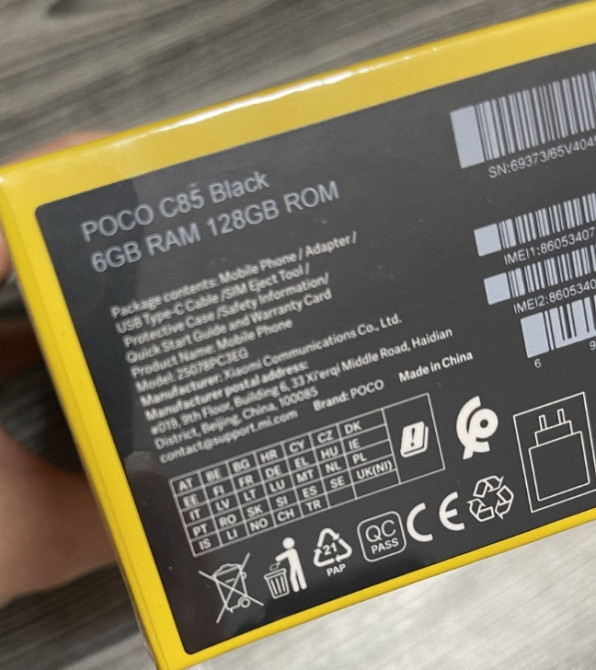 POCO C85 Black
6GB RAM 128GB ROM
Package contents: Mobile Phone / Adapter /
USB Type-C Cable /SIM Eject Tool /
Protective Case /Safety Information/
Quick Start Guide and Warranty Card
Product Name: Mobile Phone
Model: 25078PC3EG
Manufacturer: Xiaomi Communications Co., Ltd.
Manufacturer postal address:
#019, 9th Floor, Building 6, 33 Xi'erqi Middle Road, Haidian
District, Beijing, China, 100085
contact@support.mi.com Brand: POCO Made in China
AT BE BG HR CY CZ DK
EE FI FR DE EL HU IE
IT LV LT LU MT NL PL
PT RO SK SI ES SE UK(NI)
IS LI NO CH TR
SN:69373/65V4045
IMEI1:86053407
IMEI2:8605340
6 9
21
PAP
QC
PASS
CE